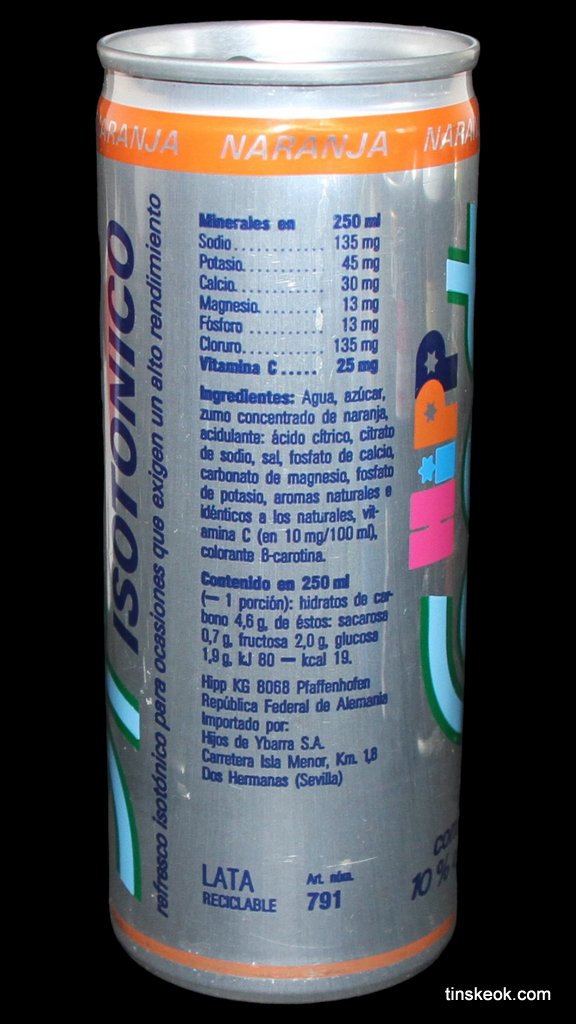 NARANJA NARANJA
ISOTONICO
refresco isotónico para ocasiones que exigen un alto rendimiento
Minerales en 250 ml
Sodio............. 135 mg
Potasio........... 45 mg
Calcio............ 30 mg
Magnesio.......... 13 mg
Fósforo .......... 13 mg
Cloruro........... 135 mg
Vitamina C ..... 25 mg
Ingredientes: Agua, azúcar,
zumo concentrado de naranja,
acidulante: ácido cítrico, citrato
de sodio, sal, fosfato de calcio,
carbonato de magnesio, fosfato
de potasio, aromas naturales e
idénticos a los naturales, vit-
amina C (en 10 mg/100 ml),
colorante B-carotina.
Contenido en 250 ml
(— 1 porción): hidratos de car-
bono 4,6 g, de éstos: sacarosa
0,7 g, fructosa 2,0 g, glucosa
1,9 g, kJ 80 — kcal 19.
Hipp KG 8068 Pfaffenhofen
República Federal de Alemania
Importado por:
Hijos de Ybarra S.A.
Carretera Isla Menor, Km. 1,8
Dos Hermanas (Sevilla)
LATA
RECICLABLE
Art. núm.
791
HiPP
10%
tinskeok.com